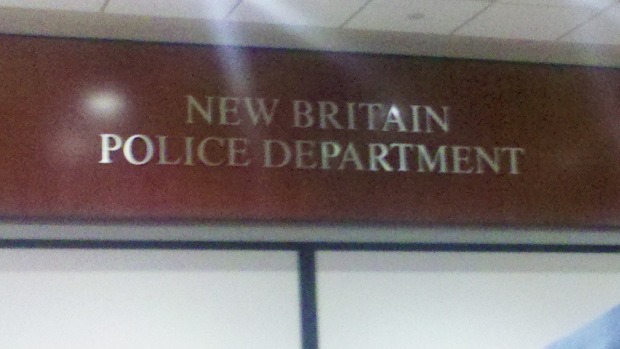 NEW BRITAIN
POLICE DEPARTMENT